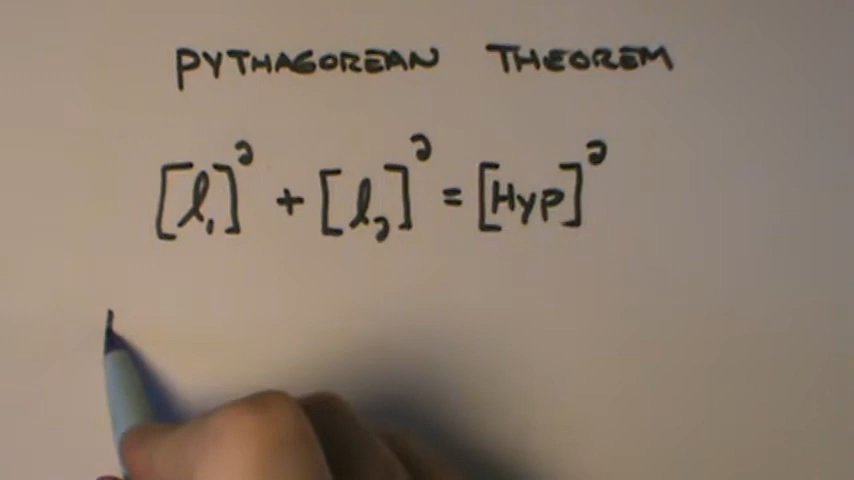 PYTHAGOREAN THEOREM
[l₁]² + [l₂]² = [Hyp]²